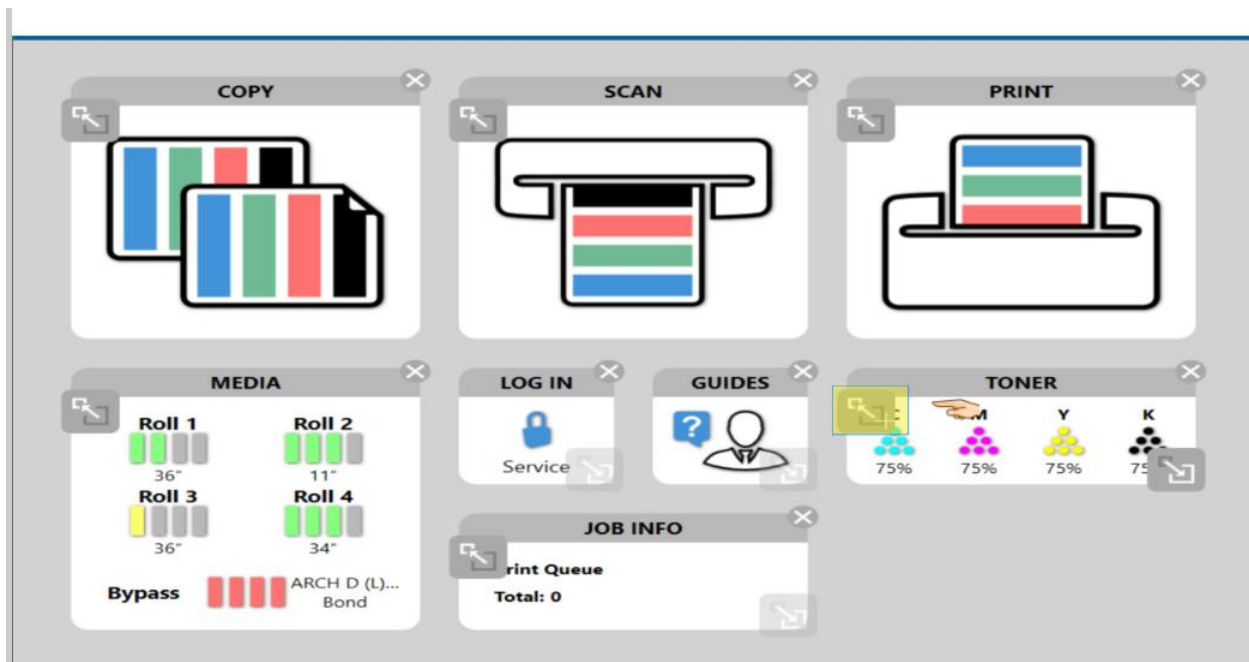 COPY
SCAN
PRINT
MEDIA
Roll 1
36"
Roll 2
11"
Roll 3
36"
Roll 4
34"
Bypass
ARCH D (L)...
Bond
LOG IN
Service
GUIDES
?
TONER
C M Y K
75% 75% 75%
JOB INFO
rint Queue
Total: 0